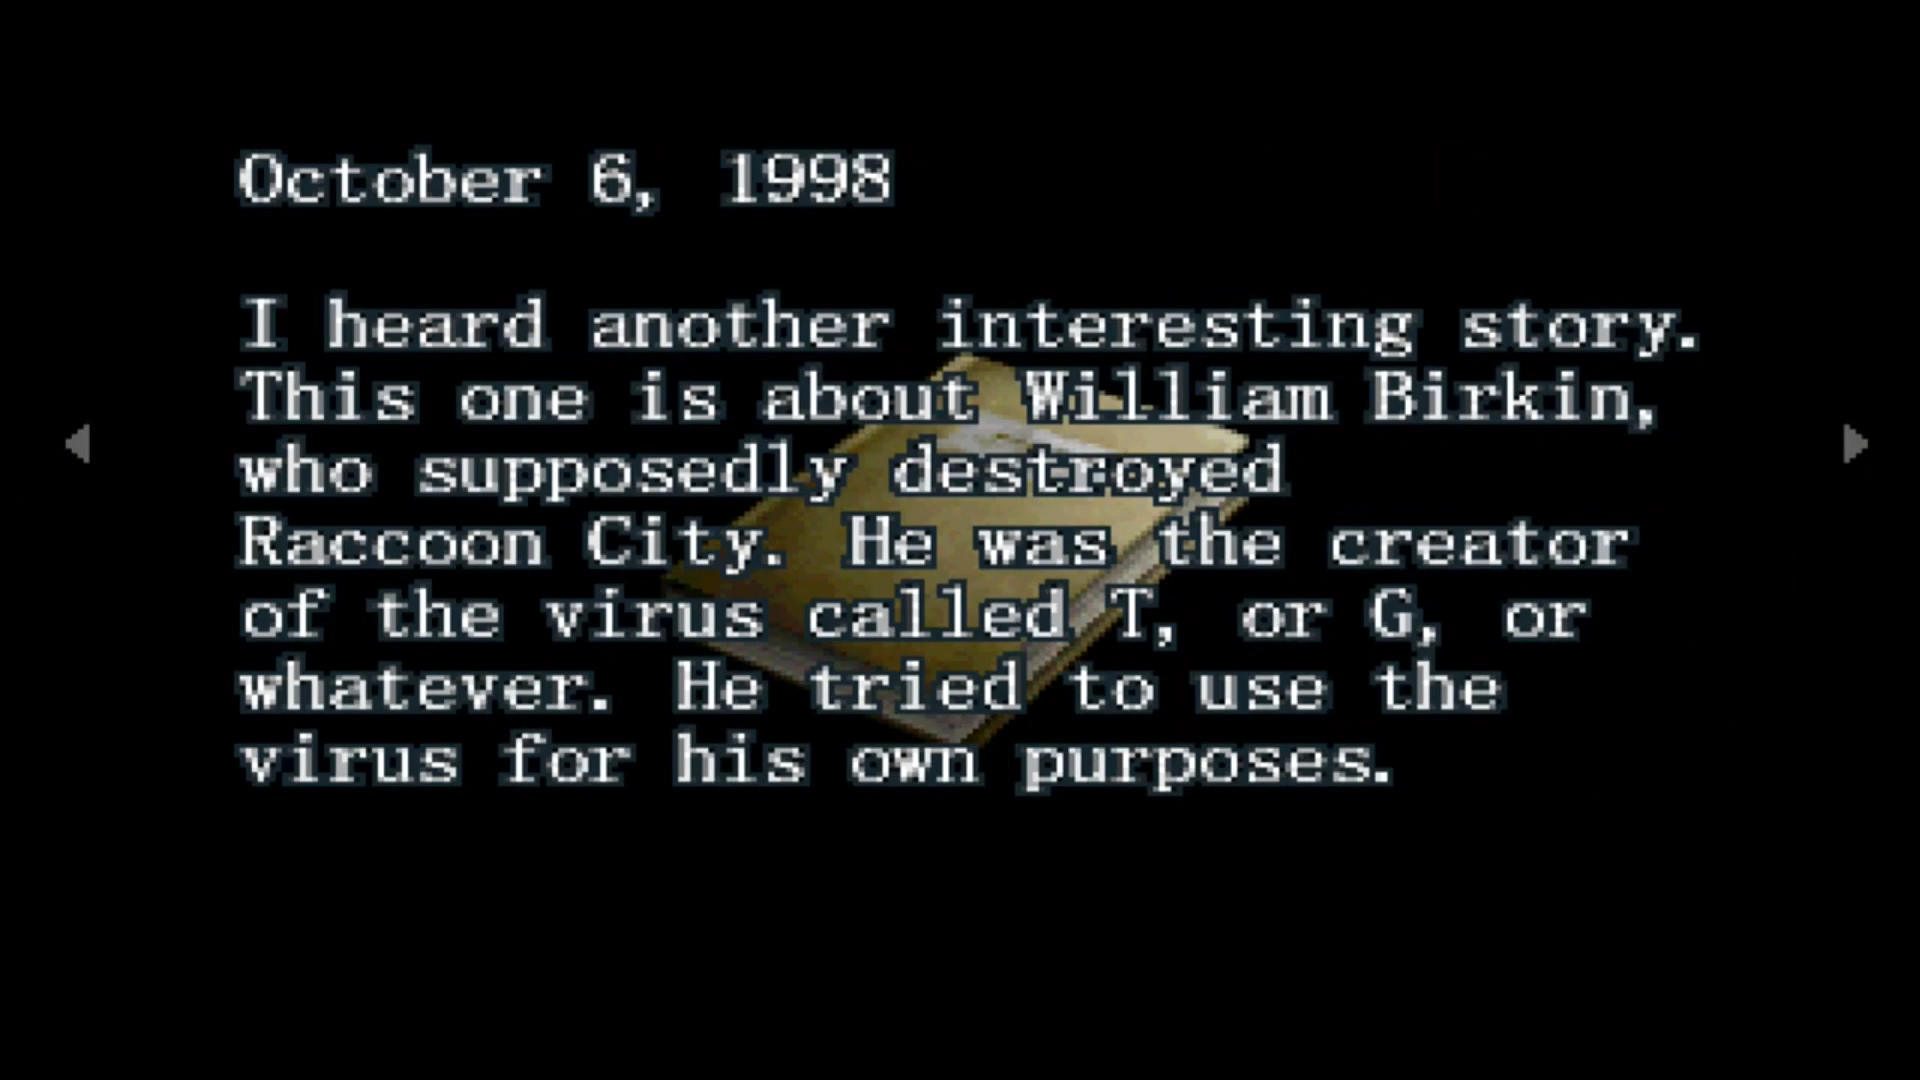 October 6, 1998
I heard another interesting story.
This one is about William Birkin,
who supposedly destroyed
Raccoon City. He was the creator
of the virus called T, or G, or
whatever. He tried to use the
virus for his own purposes.